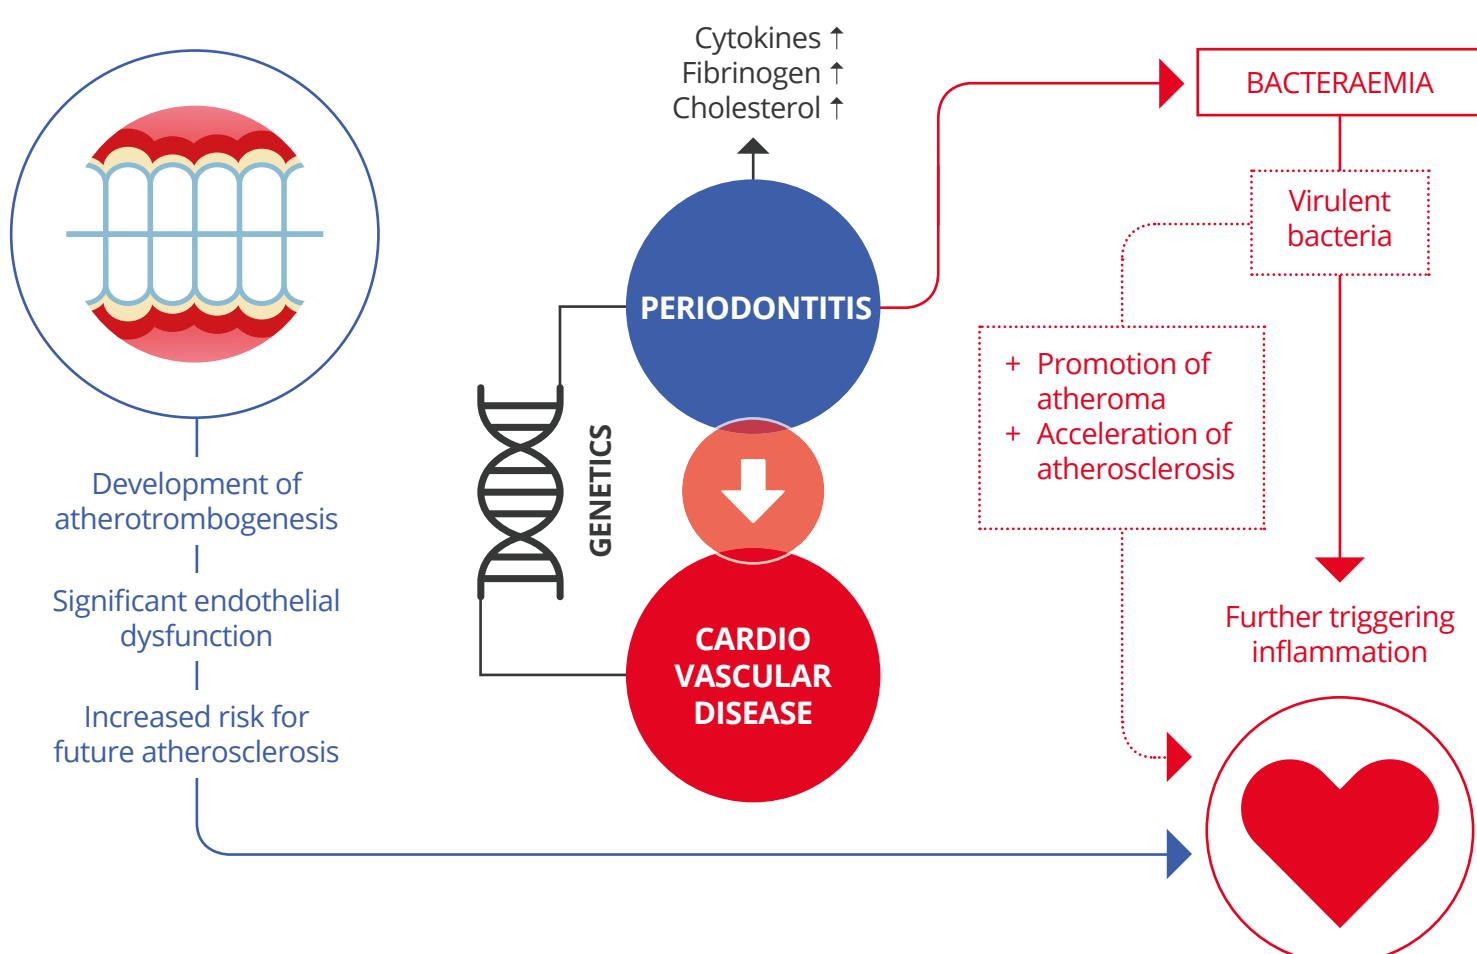 Cytokines ↑
Fibrinogen ↑
Cholesterol ↑
BACTERAEMIA
Virulent
bacteria
PERIODONTITIS
+ Promotion of
atheroma
+ Acceleration of
atherosclerosis
GENETICS
Development of
atherotrombogenesis
Significant endothelial
dysfunction
Increased risk for
future atherosclerosis
CARDIO
VASCULAR
DISEASE
Further triggering
inflammation